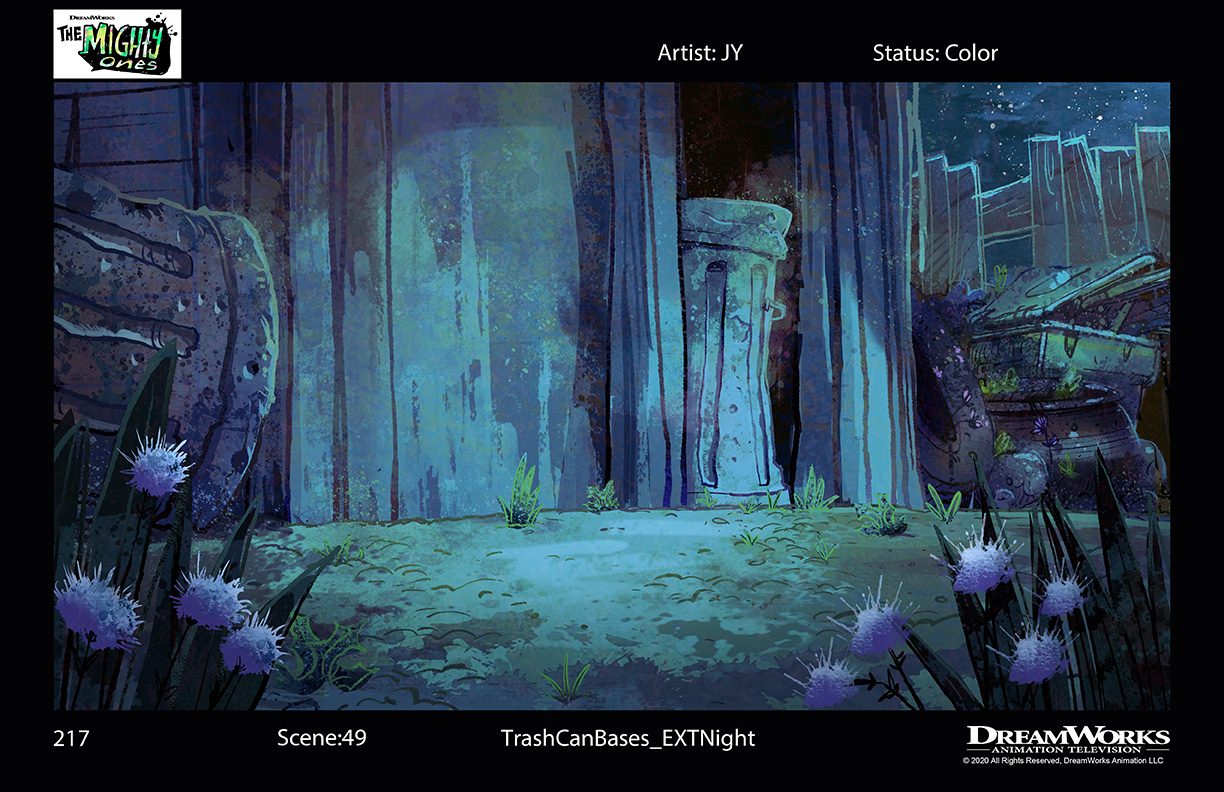 DREAMWORKS
THE MIGHTY
ONES
Artist: JY
Status: Color
217
Scene:49
TrashCanBases_EXTNight
DREAMWORKS
ANIMATION TELEVISION
© 2020 All Rights Reserved, DreamWorks Animation LLC